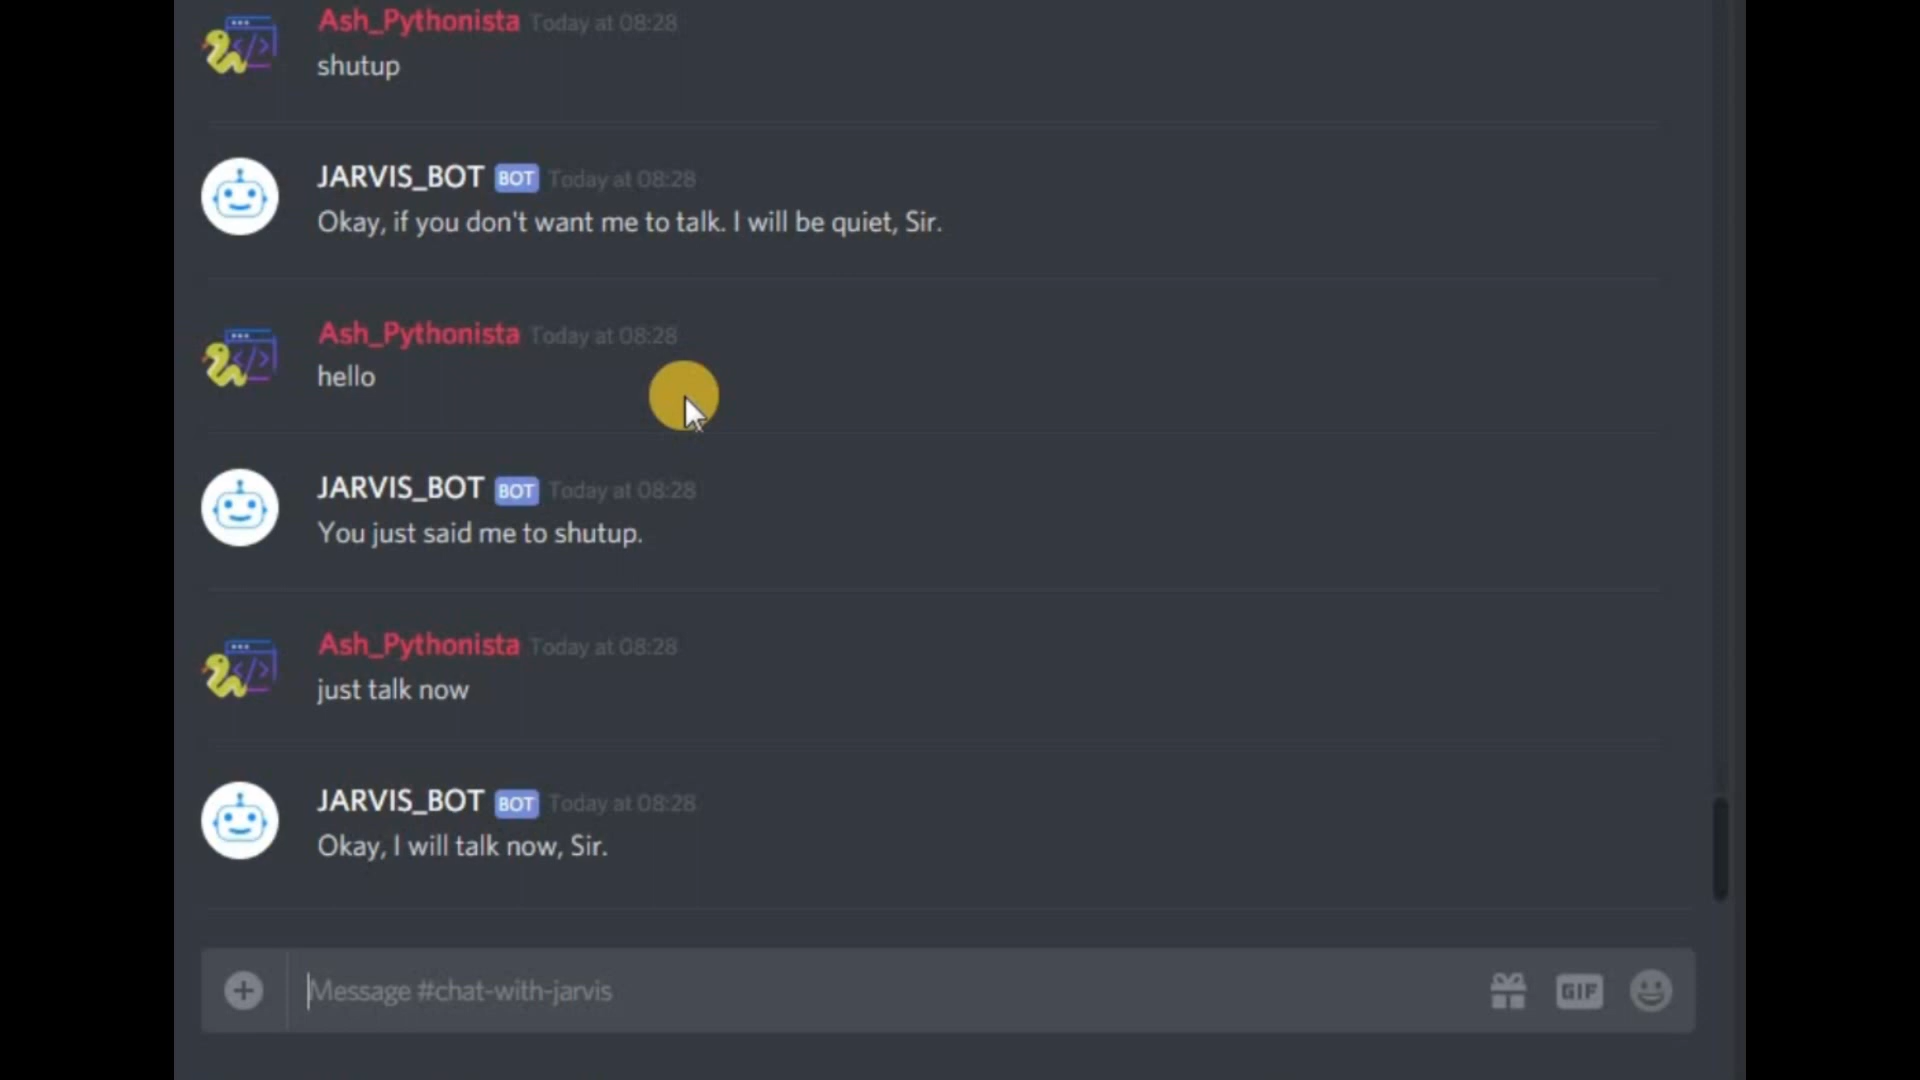 Ash_Pythonista Today at 08:28
shutup
JARVIS_BOT BOT Today at 08:28
Okay, if you don't want me to talk. I will be quiet, Sir.
Ash_Pythonista Today at 08:28
hello
JARVIS_BOT BOT Today at 08:28
You just said me to shutup.
Ash_Pythonista Today at 08:28
just talk now
JARVIS_BOT BOT Today at 08:28
Okay, I will talk now, Sir.
Message #chat-with-jarvis
GIF